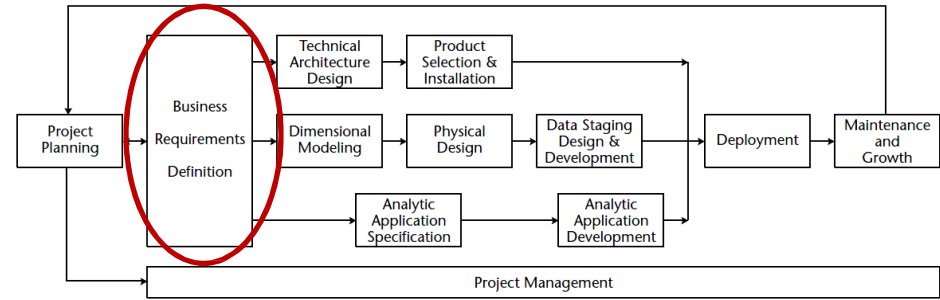 Project
Planning
Business
Requirements
Definition
Technical
Architecture
Design
Product
Selection &
Installation
Dimensional
Modeling
Physical
Design
Data Staging
Design &
Development
Analytic
Application
Specification
Analytic
Application
Development
Deployment
Maintenance
and
Growth
Project Management